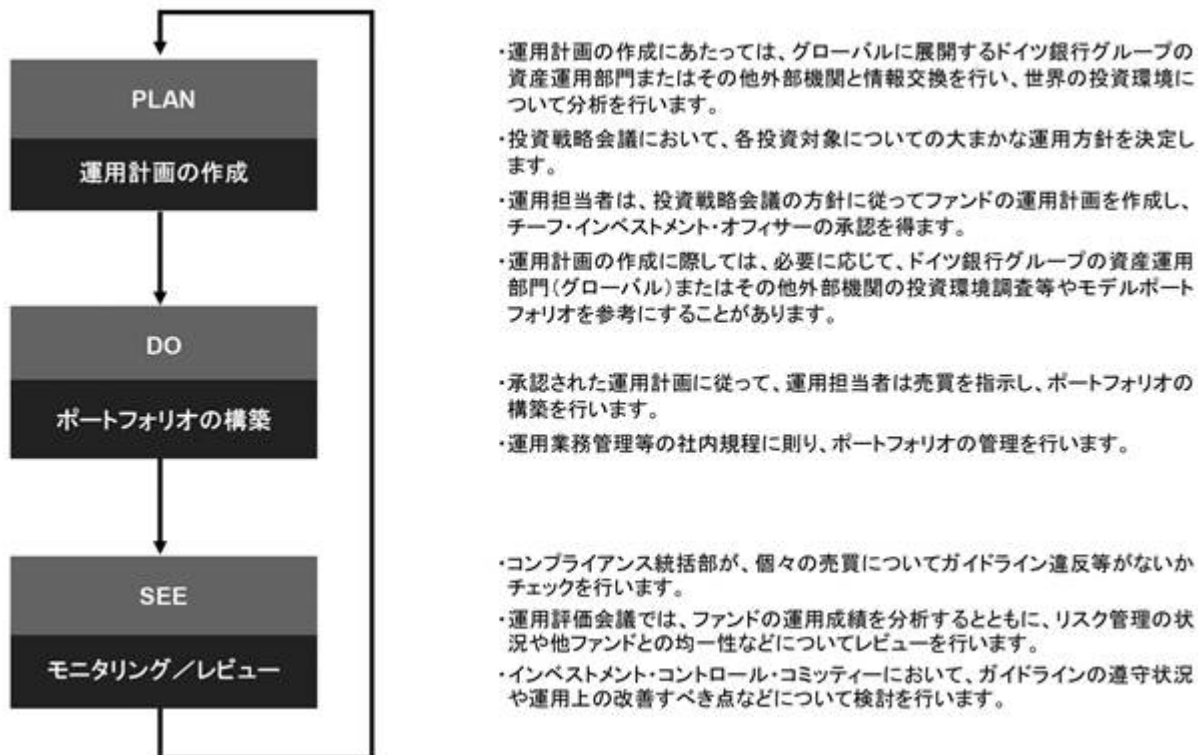 PLAN
運用計画の作成
・運用計画の作成にあたっては、グローバルに展開するドイツ銀行グループの
資産運用部門またはその他外部機関と情報交換を行い、世界の投資環境に
ついて分析を行います。
・投資戦略会議において、各投資対象についての大まかな運用方針を決定し
ます。
・運用担当者は、投資戦略会議の方針に従ってファンドの運用計画を作成し、
チーフ・インベストメント・オフィサーの承認を得ます。
・運用計画の作成に際しては、必要に応じて、ドイツ銀行グループの資産運用
部門(グローバル)またはその他外部機関の投資環境調査等やモデルポート
フォリオを参考にすることがあります。
DO
ポートフォリオの構築
・承認された運用計画に従って、運用担当者は売買を指示し、ポートフォリオの
構築を行います。
・運用業務管理等の社内規程に則り、ポートフォリオの管理を行います。
SEE
モニタリング／レビュー
・コンプライアンス統括部が、個々の売買についてガイドライン違反等がないか
チェックを行います。
・運用評価会議では、ファンドの運用成績を分析するとともに、リスク管理の状
況や他ファンドとの均一性などについてレビューを行います。
・インベストメント・コントロール・コミッティーにおいて、ガイドラインの遵守状況
や運用上の改善すべき点などについて検討を行います。